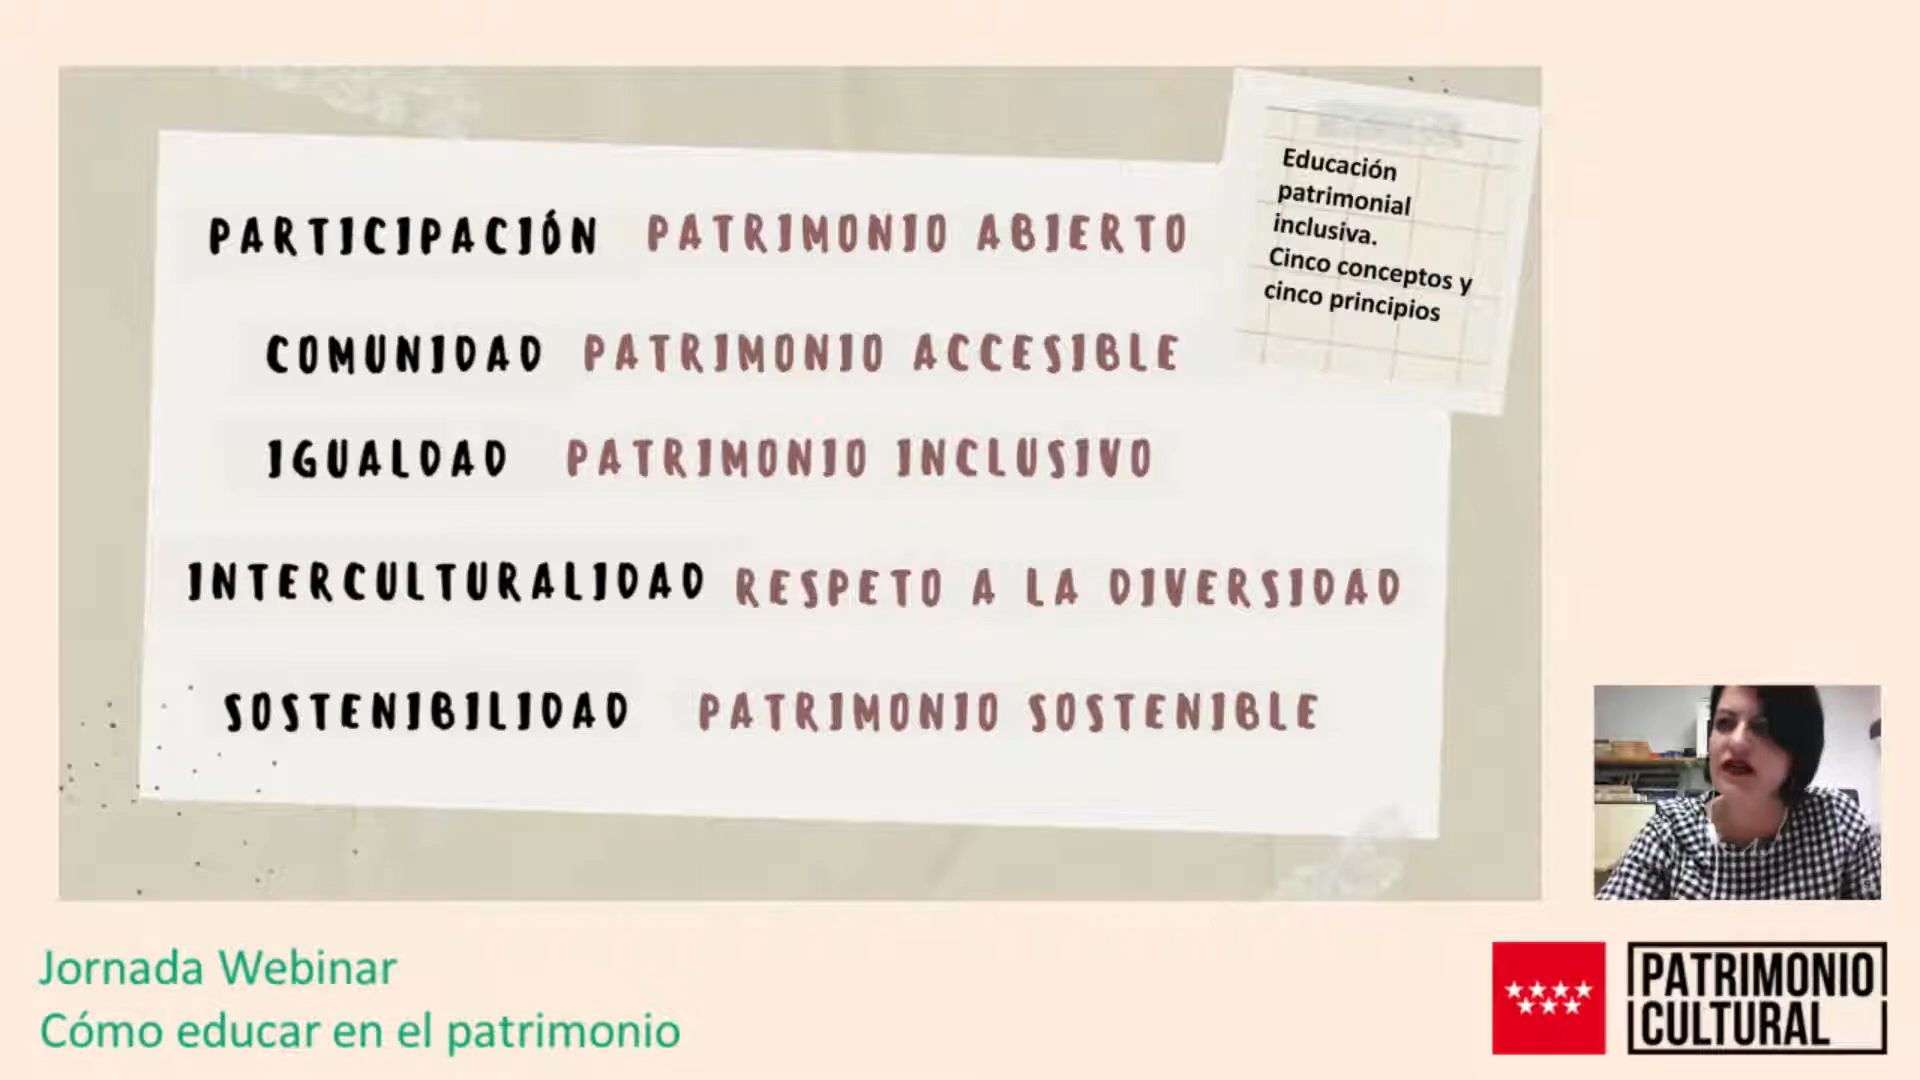 PARTICIPACIÓN PATRIMONIO ABIERTO
COMUNIDAD PATRIMONIO ACCESIBLE
IGUALDAD PATRIMONIO INCLUSIVO
INTERCULTURALIDAD RESPETO A LA DIVERSIDAD
SOSTENIBILIDAD PATRIMONIO SOSTENIBLE
Educación
patrimonial
inclusiva.
Cinco conceptos y
cinco principios
Jornada Webinar
Cómo educar en el patrimonio
PATRIMONIO
CULTURAL